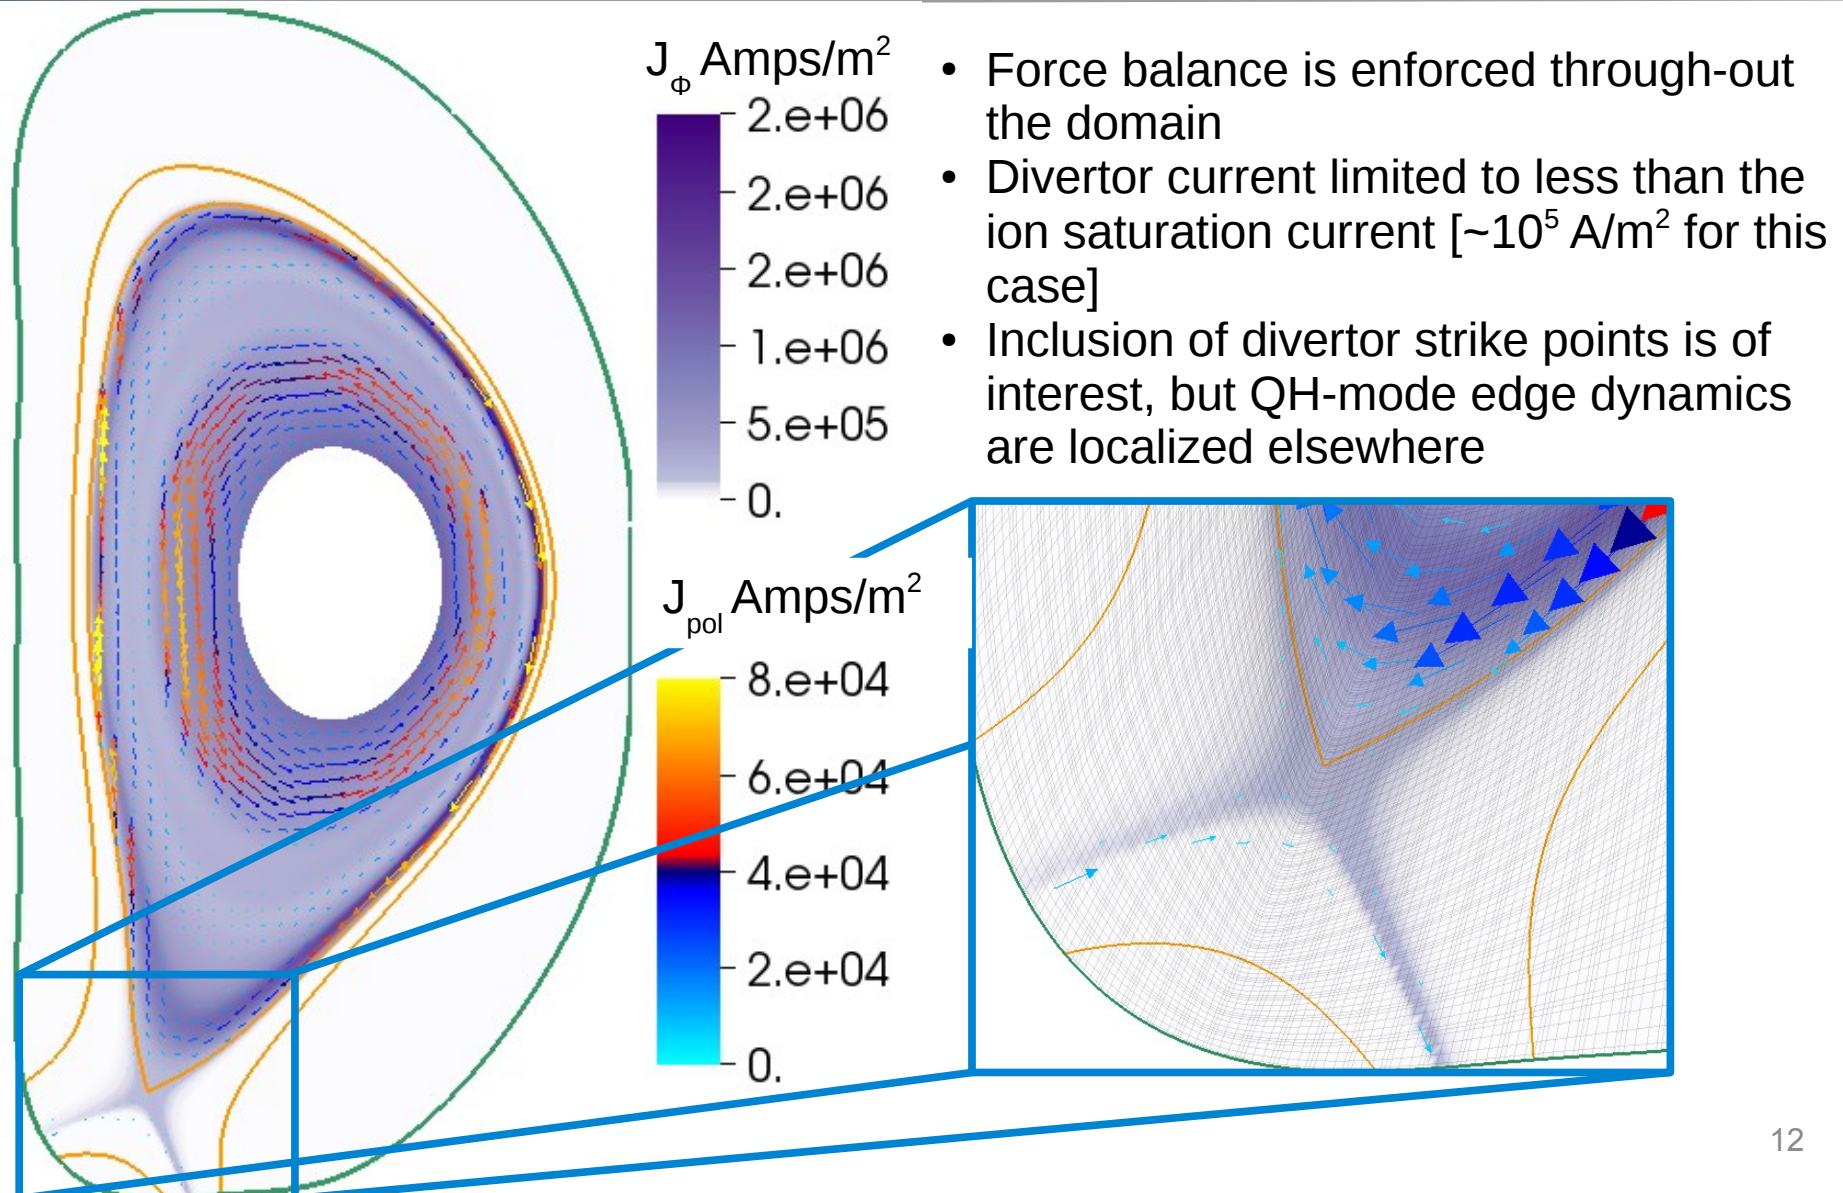 J_Φ Amps/m²
2.e+06
2.e+06
2.e+06
1.e+06
5.e+05
0.
J_pol Amps/m²
8.e+04
6.e+04
4.e+04
2.e+04
0.
• Force balance is enforced through-out
the domain
• Divertor current limited to less than the
ion saturation current [~10⁵ A/m² for this
case]
• Inclusion of divertor strike points is of
interest, but QH-mode edge dynamics
are localized elsewhere
12